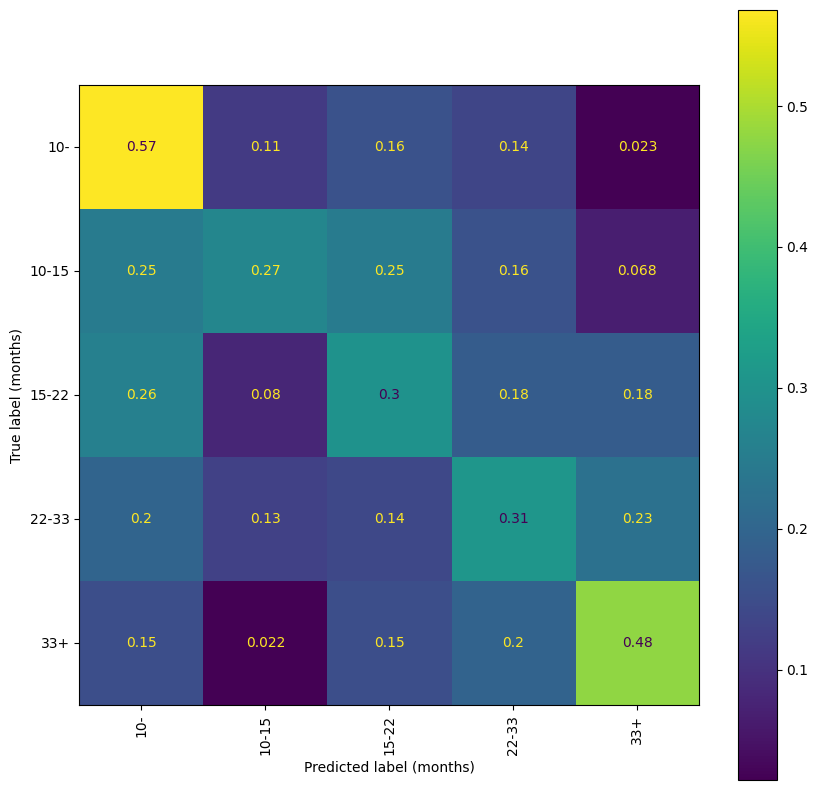 10- 0.57 0.11 0.16 0.14 0.023
10-15 0.25 0.27 0.25 0.16 0.068
15-22 0.26 0.08 0.3 0.18 0.18
22-33 0.2 0.13 0.14 0.31 0.23
33+ 0.15 0.022 0.15 0.2 0.48
True label (months)
10- 10-15 15-22 22-33 33+
Predicted label (months)
0.5
0.4
0.3
0.2
0.1